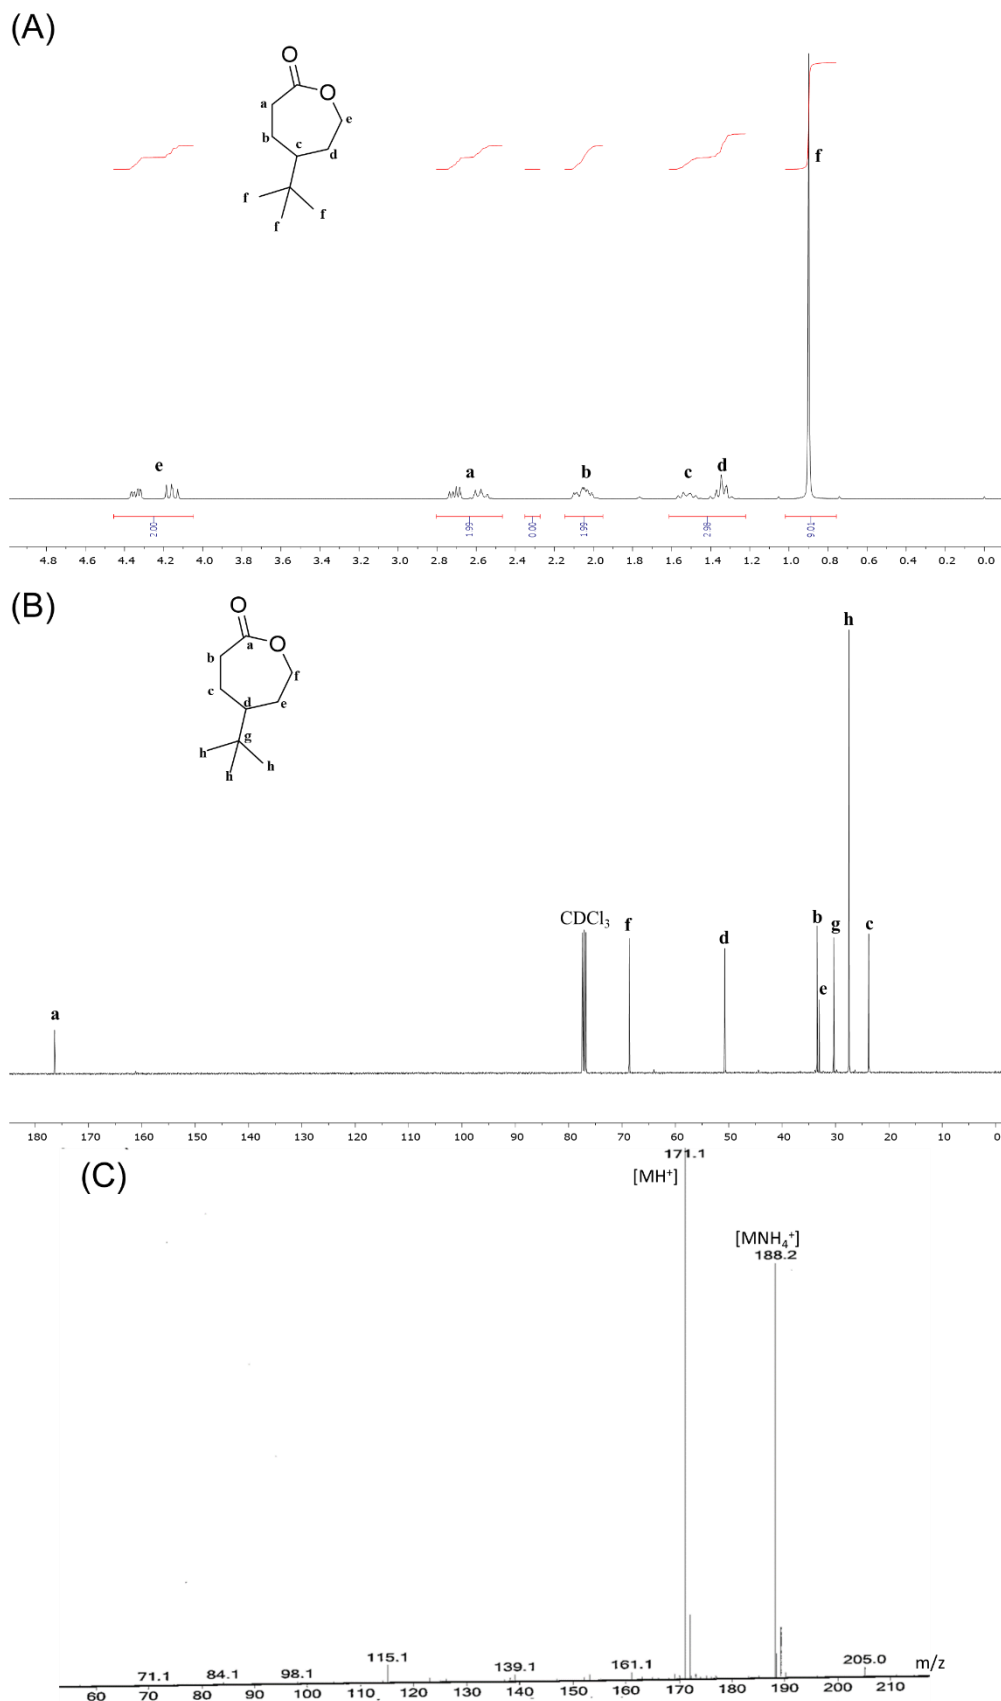 (A)
O
O
a
e
b
c
d
f
f
f
f
e
a
b
c
d
2.00
1.99
0.00
1.99
2.98
9.01
4.8 4.6 4.4 4.2 4.0 3.8 3.6 3.4 3.2 3.0 2.8 2.6 2.4 2.2 2.0 1.8 1.6 1.4 1.2 1.0 0.8 0.6 0.4 0.2 0.0
(B)
O
O
a
b
f
c
d
e
g
h
h
h
h
CDCl3
f
d
b
g
c
e
a
180 170 160 150 140 130 120 110 100 90 80 70 60 50 40 30 20 10 0
(C)
171.1
[MH+]
[MNH4+]
188.2
71.1 84.1 98.1 115.1 139.1 161.1 205.0 m/z
60 70 80 90 100 110 120 130 140 150 160 170 180 190 200 210